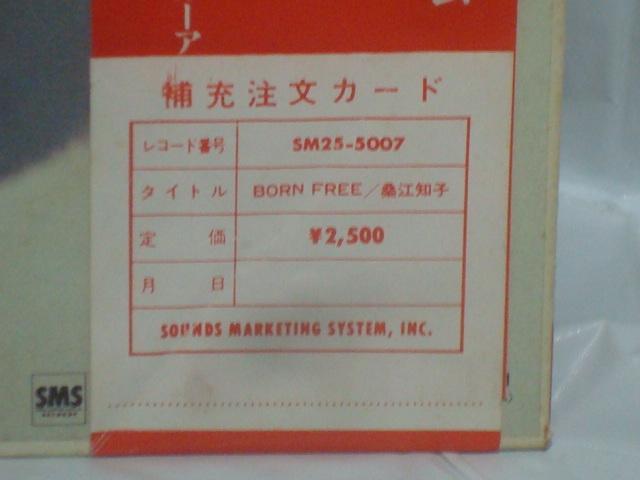 ーア
補充注文カード
レコード番号 SM25-5007
タイトル BORN FREE/桑江知子
定価 ¥2,500
月日
SOUNDS MARKETING SYSTEM, INC.
SMS